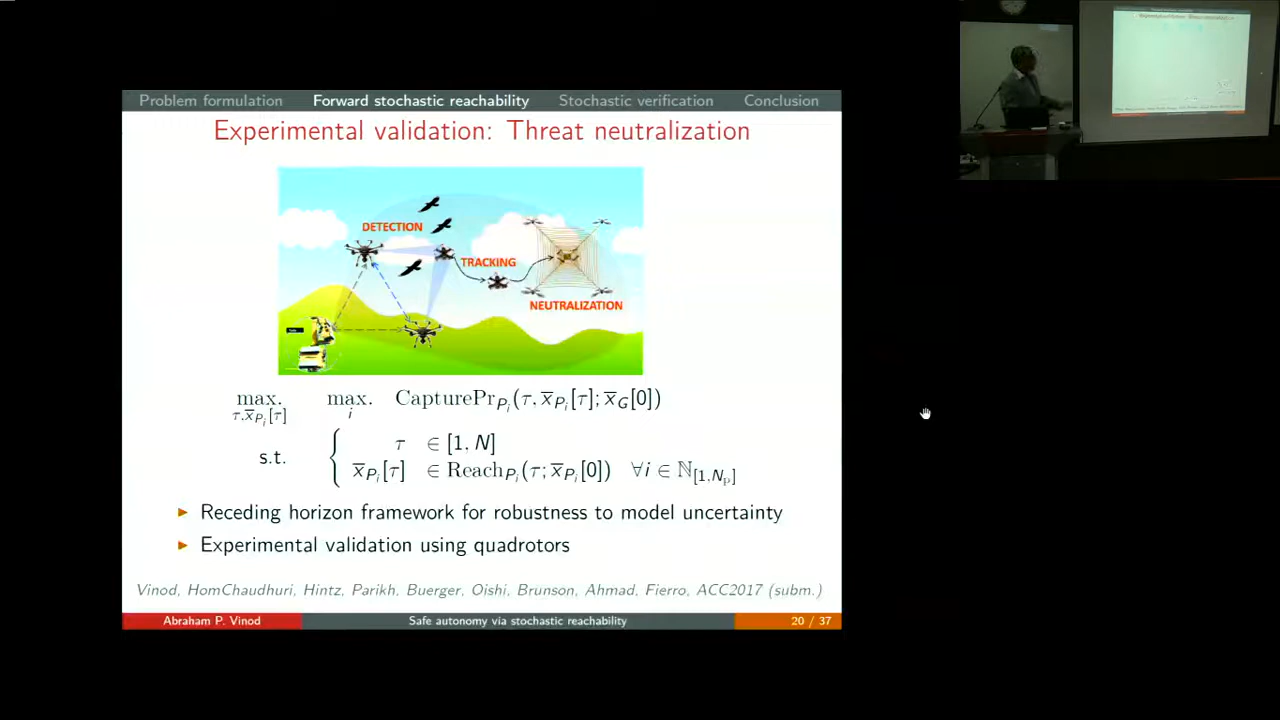 Problem formulation Forward stochastic reachability Stochastic verification Conclusion
Experimental validation: Threat neutralization
DETECTION
TRACKING
NEUTRALIZATION
max. max. CapturePr_{P_i}(τ, x̅_{P_i}[τ]; x̅_G[0])
τ,x̅_{P_i}[τ] i
s.t. { τ ∈ [1, N]
x̅_{P_i}[τ] ∈ Reach_{P_i}(τ; x̅_{P_i}[0]) ∀i ∈ ℕ_{[1,N_p]}
► Receding horizon framework for robustness to model uncertainty
► Experimental validation using quadrotors
Vinod, HomChaudhuri, Hintz, Parikh, Buerger, Oishi, Brunson, Ahmad, Fierro, ACC2017 (subm.)
Abraham P. Vinod Safe autonomy via stochastic reachability 20 / 37